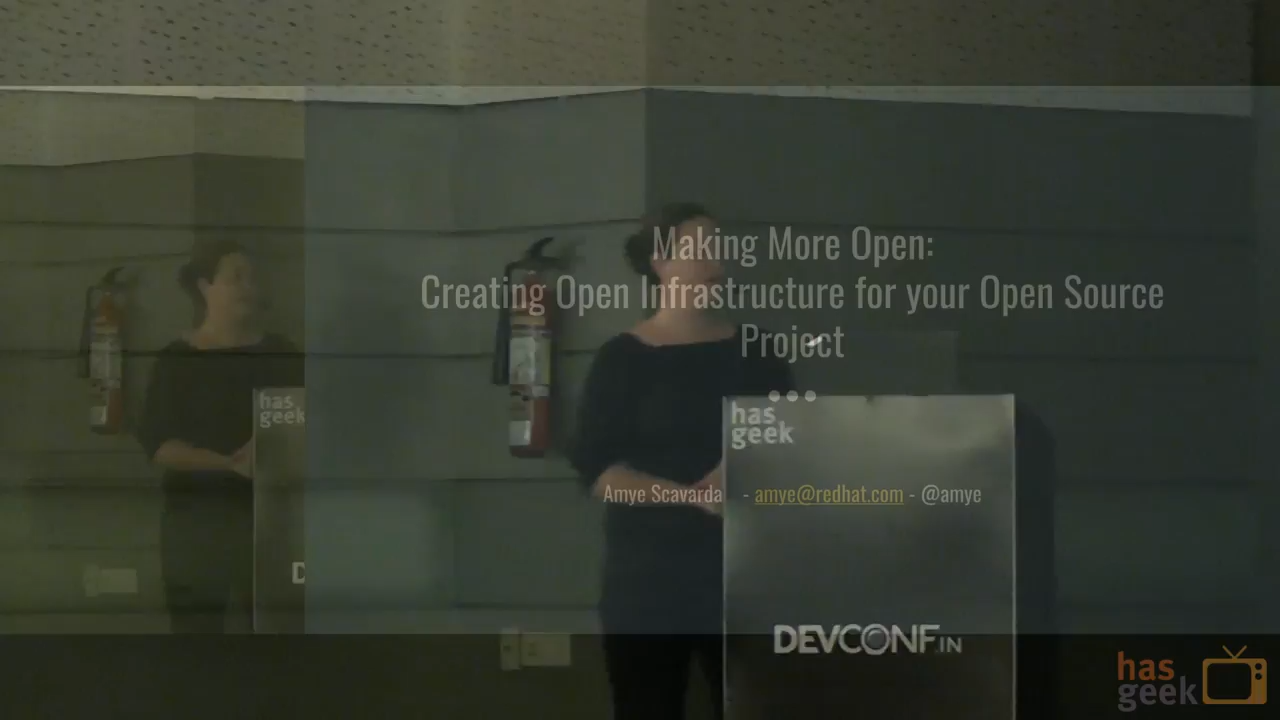 Making More Open:
Creating Open Infrastructure for your Open Source
Project
has
geek
has
geek
Amye Scavarda - amye@redhat.com - @amye
D
DEVCONF.IN
has
geek